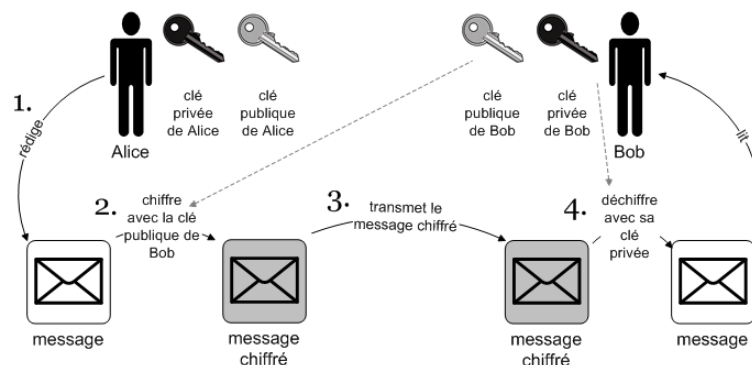 clé
privée
de Alice
clé
publique
de Alice
clé
publique
de Bob
clé
privée
de Bob
Alice
Bob
1.
rédige
2.
chiffre
avec la clé
publique de
Bob
3.
transmet le
message chiffré
4.
déchiffre
avec sa
clé
privée
lit
message
message
chiffré
message
chiffré
message